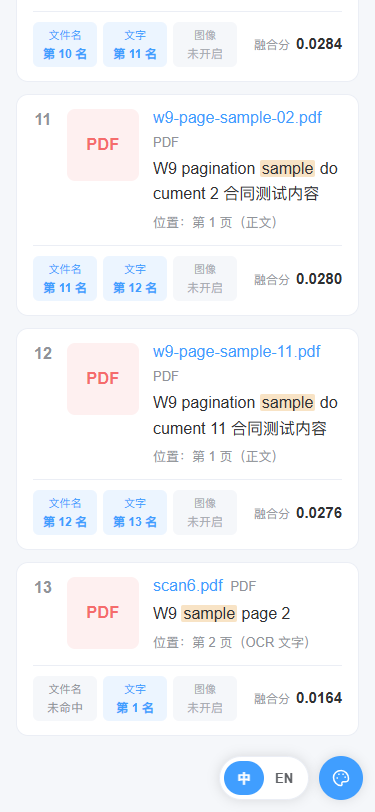 文件名 文字 图像
第 10 名 第 11 名 未开启
融合分 0.0284
11
PDF
w9-page-sample-02.pdf
PDF
W9 pagination sample do
cument 2 合同测试内容
位置：第 1 页（正文）
文件名 文字 图像
第 11 名 第 12 名 未开启
融合分 0.0280
12
PDF
w9-page-sample-11.pdf
PDF
W9 pagination sample do
cument 11 合同测试内容
位置：第 1 页（正文）
文件名 文字 图像
第 12 名 第 13 名 未开启
融合分 0.0276
13
PDF
scan6.pdf PDF
W9 sample page 2
位置：第 2 页（OCR 文字）
文件名 文字 图像
未命中 第 1 名 未开启
融合分 0.0164
中 EN